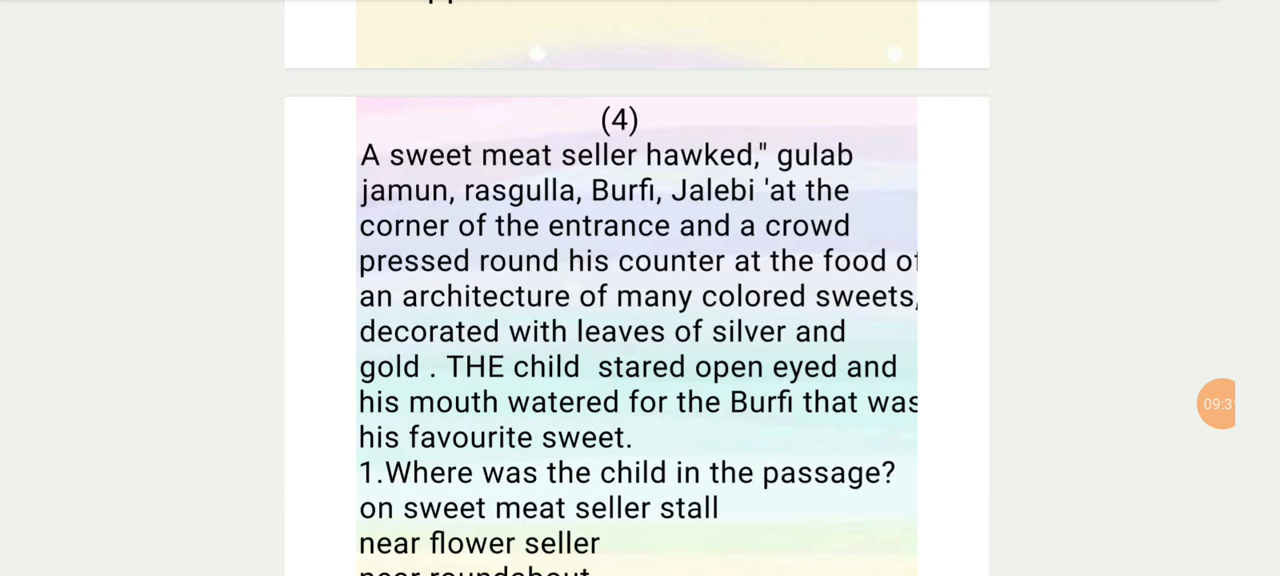 (4)
A sweet meat seller hawked," gulab
jamun, rasgulla, Burfi, Jalebi 'at the
corner of the entrance and a crowd
pressed round his counter at the food of
an architecture of many colored sweets,
decorated with leaves of silver and
gold . THE child stared open eyed and
his mouth watered for the Burfi that was
his favourite sweet.
1.Where was the child in the passage?
on sweet meat seller stall
near flower seller
near roundabout